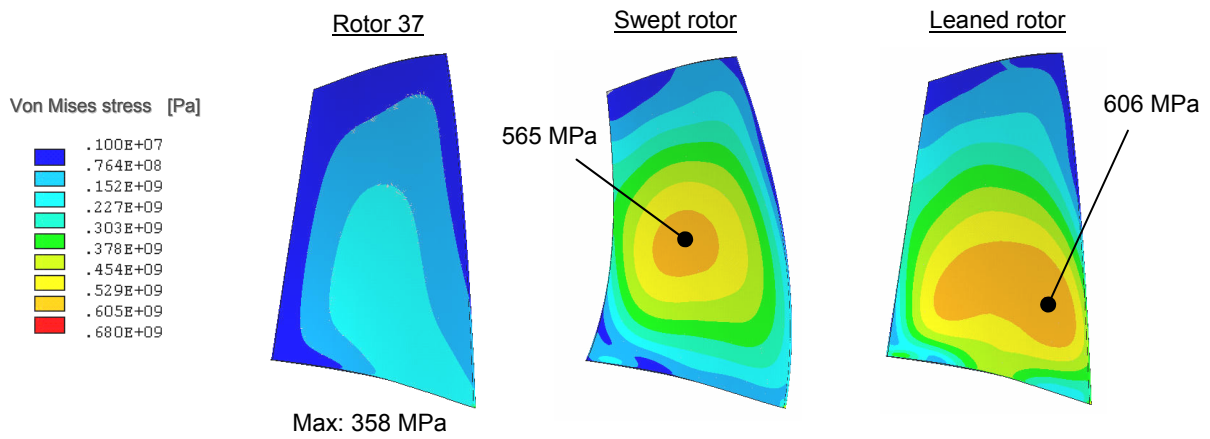 Rotor 37
Swept rotor
Leaned rotor
Von Mises stress [Pa]
.100E+07
.764E+08
.152E+09
.227E+09
.303E+09
.378E+09
.454E+09
.529E+09
.605E+09
.680E+09
565 MPa
606 MPa
Max: 358 MPa